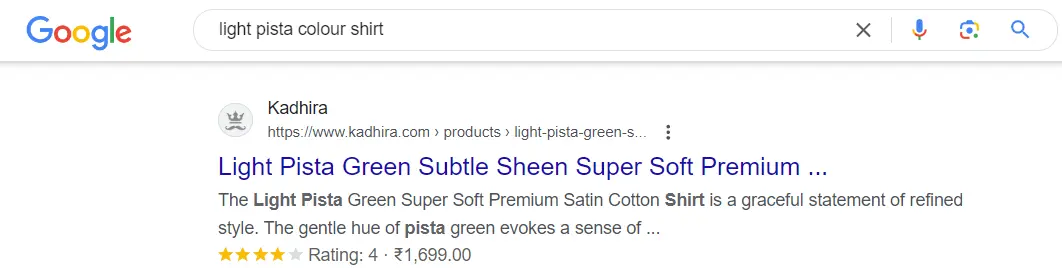 Google
light pista colour shirt
Kadhira
https://www.kadhira.com › products › light-pista-green-s...
Light Pista Green Subtle Sheen Super Soft Premium ...
The Light Pista Green Super Soft Premium Satin Cotton Shirt is a graceful statement of refined
style. The gentle hue of pista green evokes a sense of ...
Rating: 4 · ₹1,699.00